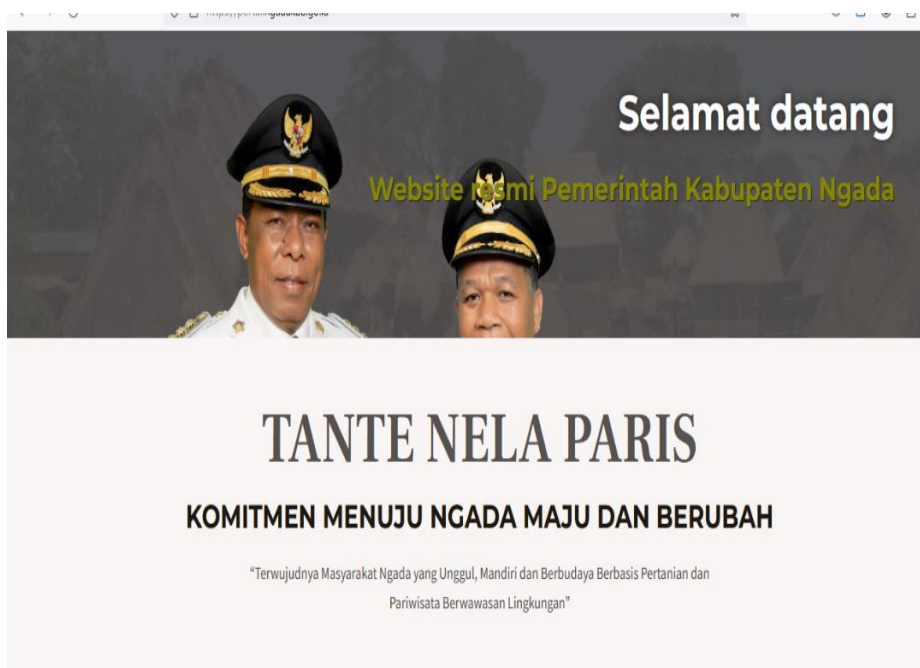 Selamat datang
Website resmi Pemerintah Kabupaten Ngada
TANTE NELA PARIS
KOMITMEN MENUJU NGADA MAJU DAN BERUBAH
“Terwujudnya Masyarakat Ngada yang Unggul, Mandiri dan Berbudaya Berbasis Pertanian dan
Pariwisata Berwawasan Lingkungan”